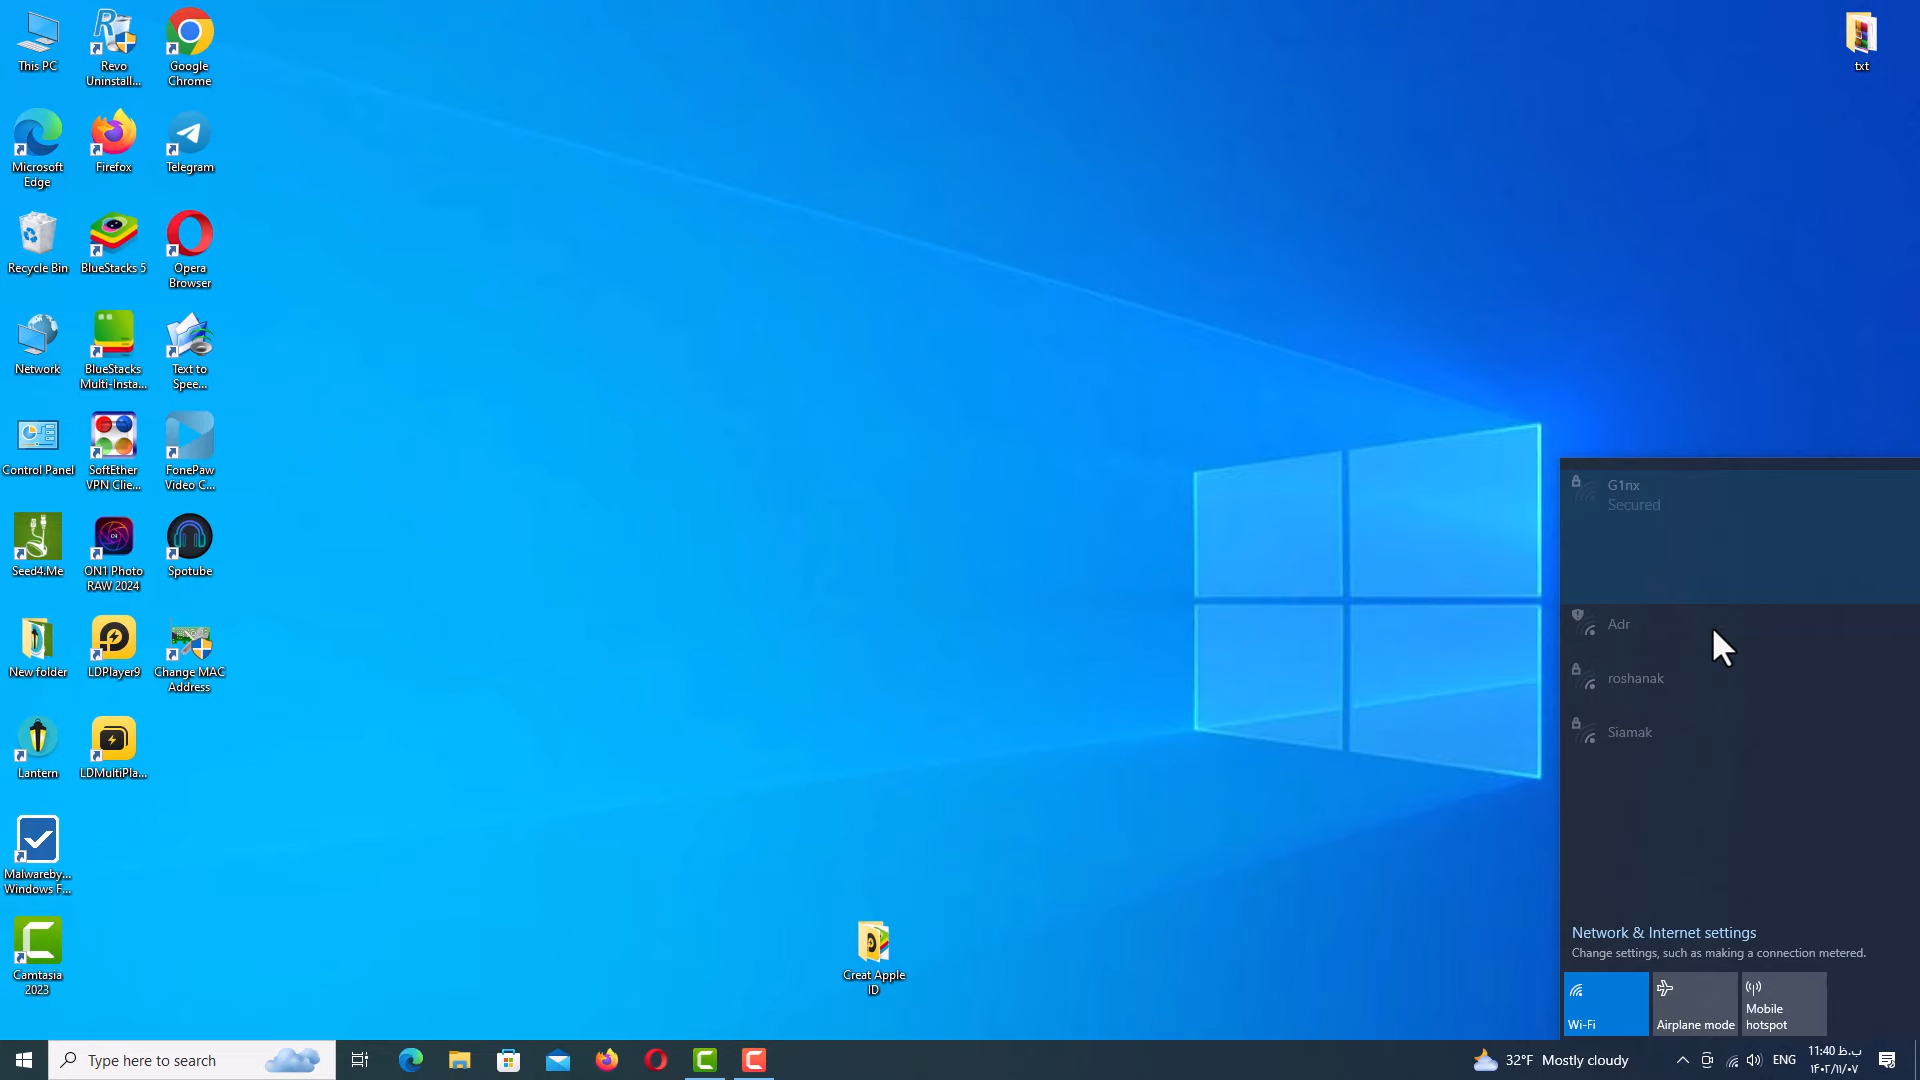 This PC
Revo
Uninstall...
Google
Chrome
Microsoft
Edge
Firefox
Telegram
Recycle Bin
BlueStacks 5
Opera
Browser
Network
BlueStacks
Multi-Insta...
Text to
Spee...
Control Panel
SoftEther
VPN Clie...
FonePaw
Video C...
Seed4.Me
ON1 Photo
RAW 2024
Spotube
New folder
LDPlayer9
Change MAC
Address
Lantern
LDMultiPla...
Malwareby...
Windows F...
Camtasia
2023
Creat Apple
ID
txt
G1nx
Secured
Adr
roshanak
Siamak
Network & Internet settings
Change settings, such as making a connection metered.
Wi-Fi
Airplane mode
Mobile
hotspot
Type here to search
32°F Mostly cloudy
ENG
11:40 ب.ظ
۱۴۰۲/۱۱/۰۷